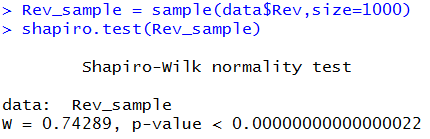 > Rev_sample = sample(data$Rev,size=1000)
> shapiro.test(Rev_sample)
Shapiro-Wilk normality test
data:  Rev_sample
W = 0.74289, p-value < 0.00000000000000022